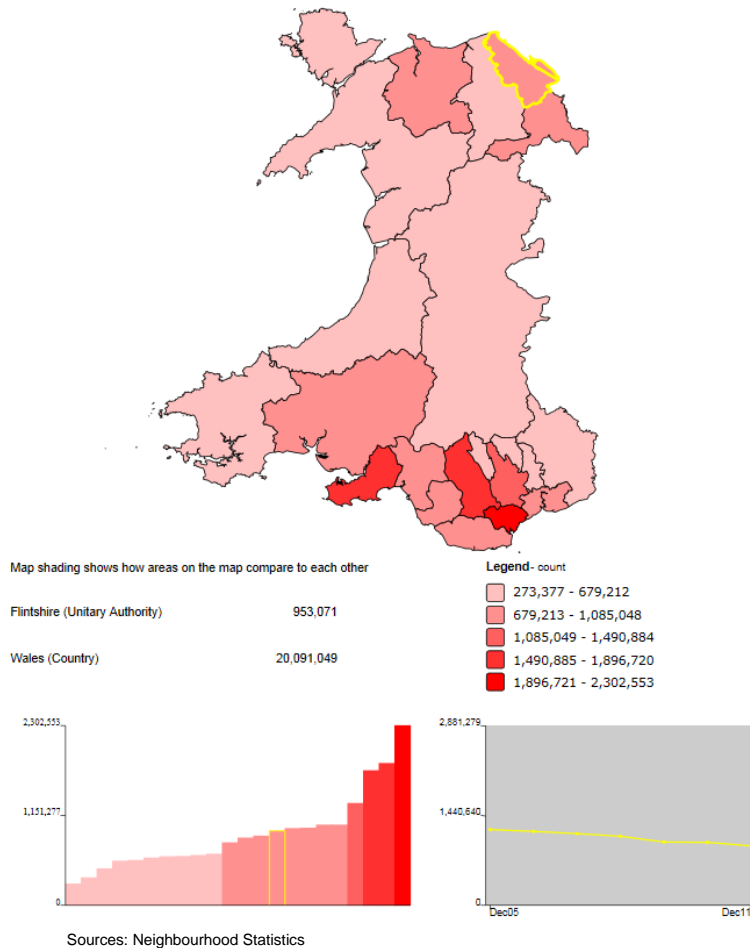 Map shading shows how areas on the map compare to each other
Flintshire (Unitary Authority) 953,071
Wales (Country) 20,091,049
Legend- count
273,377 - 679,212
679,213 - 1,085,048
1,085,049 - 1,490,884
1,490,885 - 1,896,720
1,896,721 - 2,302,553
2,302,553
1,151,277
0
2,881,279
1,440,640
0
Dec05 Dec11
Sources: Neighbourhood Statistics